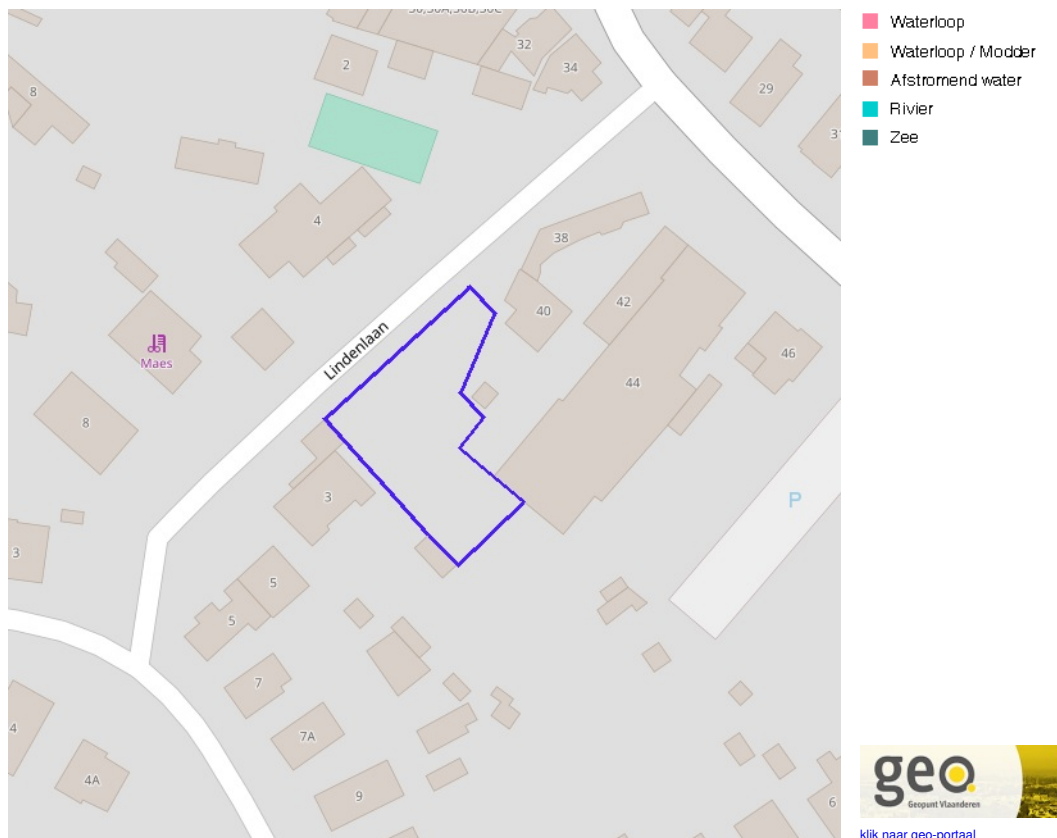 32
2
34
8
29
4
38
42
40
Lindenlaan
Maes
46
44
8
P
3
3
5
5
7
4
7A
4A
9
6
Waterloop
Waterloop / Modder
Afstromend water
Rivier
Zee
geo.
Geopunt Vlaanderen
klik naar geo-portaal